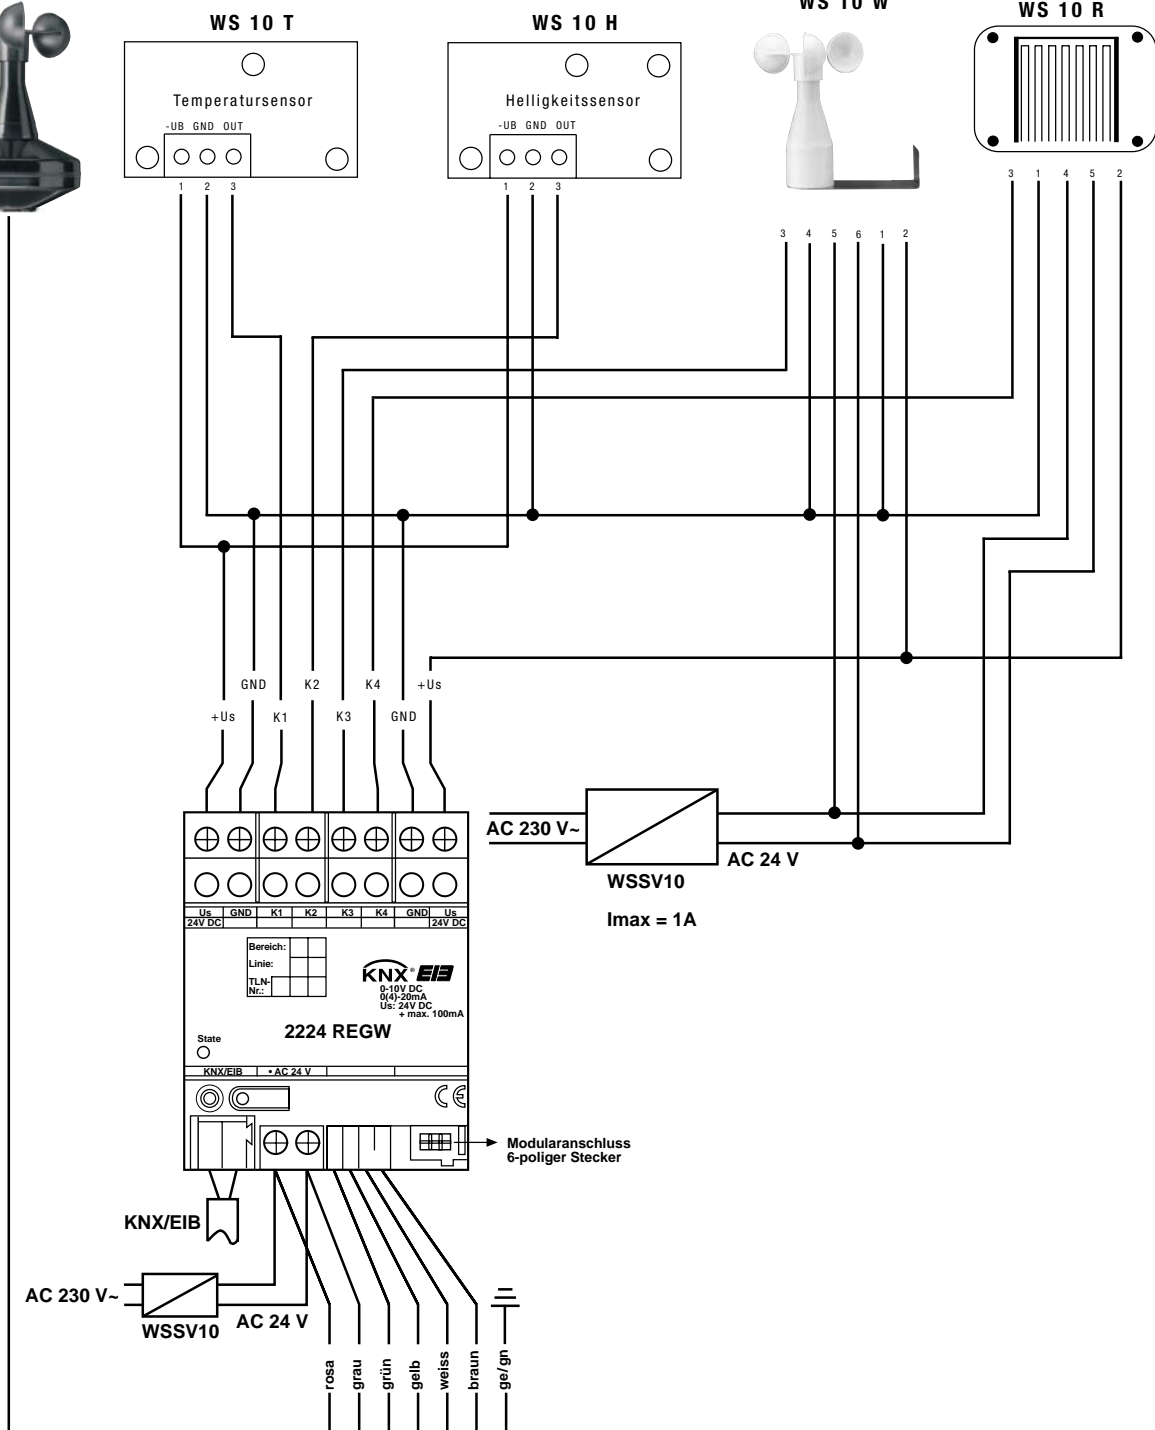 WS 10 T
WS 10 H
WS 10 W
WS 10 R
Temperatursensor
-UB GND OUT
1 2 3
Helligkeitssensor
-UB GND OUT
1 2 3
3 4 5 6 1 2
3 1 4 5 2
GND K2 K4 +Us
+Us K1 K3 GND
AC 230 V~
AC 24 V
WSSV10
Imax = 1A
Us GND K1 K2 K3 K4 GND Us
24V DC 24V DC
Bereich:
Linie:
TLN-
Nr.:
KNX® EIB
0-10V DC
0(4)-20mA
Us: 24V DC
+ max. 100mA
2224 REGW
State
KNX/EIB • AC 24 V
CE
Modularanschluss
6-poliger Stecker
KNX/EIB
AC 230 V~
AC 24 V
WSSV10
rosa
grau
grün
gelb
weiss
braun
ge/gn